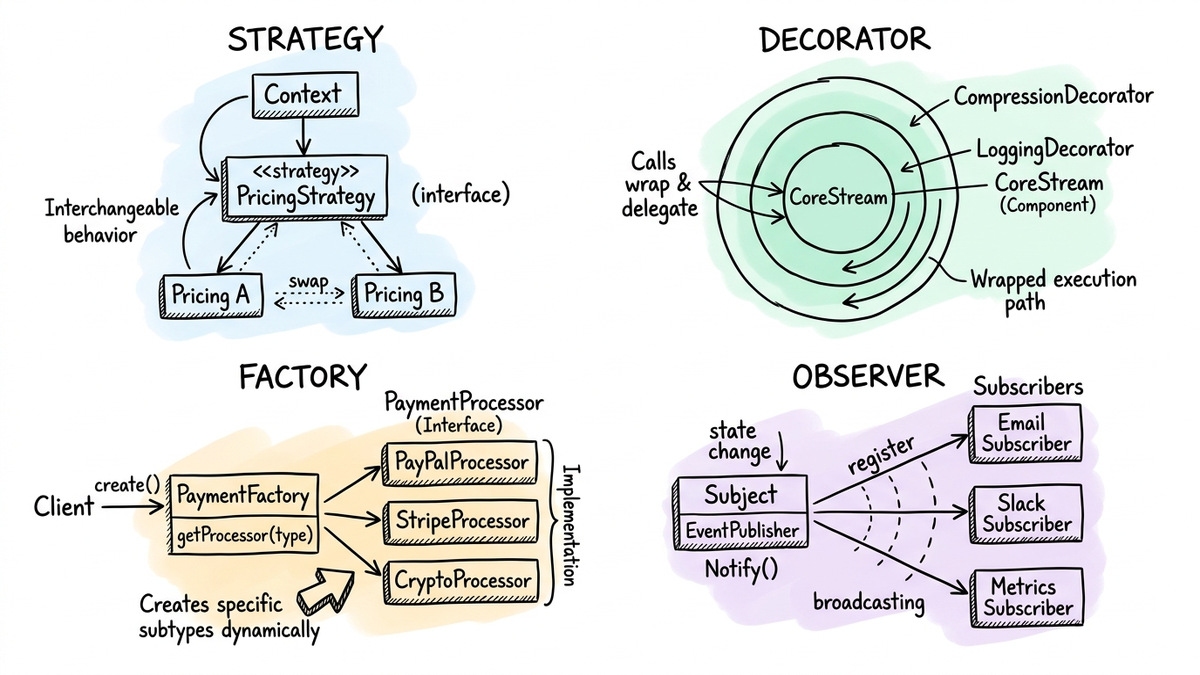 STRATEGY
Context
<<strategy>>
PricingStrategy
(interface)
Interchangeable
behavior
Pricing A
swap
Pricing B
DECORATOR
CompressionDecorator
LoggingDecorator
CoreStream
(Component)
Calls
wrap &
delegate
CoreStream
Wrapped execution
path
FACTORY
PaymentProcessor
(Interface)
Client
create()
PaymentFactory
getProcessor(type)
PayPalProcessor
StripeProcessor
CryptoProcessor
Implementation
Creates specific
subtypes dynamically
OBSERVER
Subscribers
state
change
register
Subject
EventPublisher
Notify()
broadcasting
Email
Subscriber
Slack
Subscriber
Metrics
Subscriber